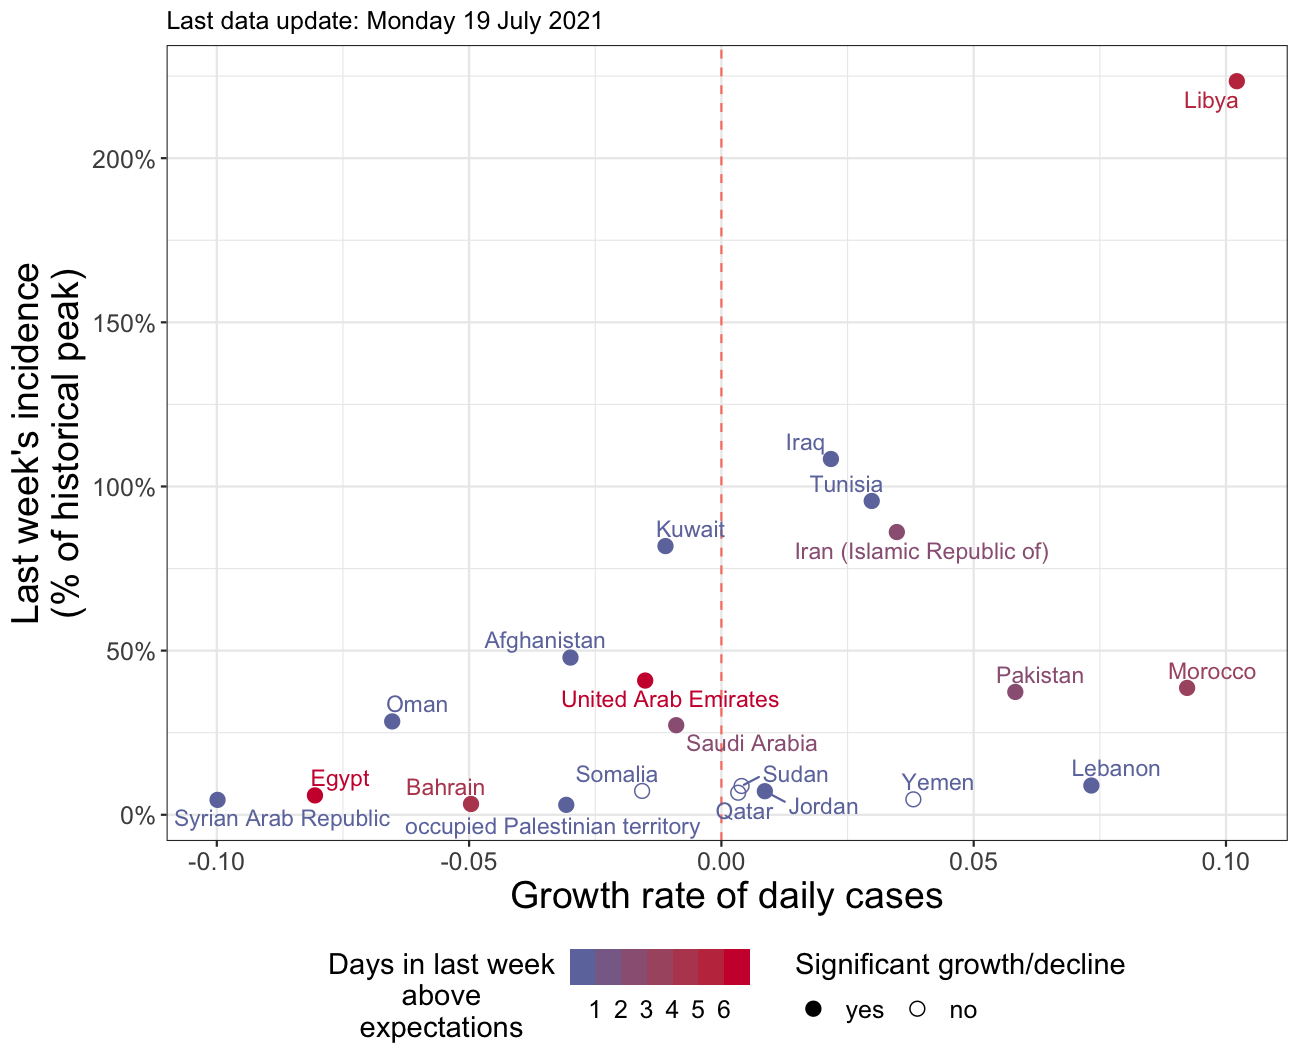 Last data update: Monday 19 July 2021
Last week's incidence
(% of historical peak)
200%
150%
100%
50%
0%
Libya
Iraq
Tunisia
Kuwait
Iran (Islamic Republic of)
Afghanistan
Pakistan
Morocco
United Arab Emirates
Oman
Saudi Arabia
Egypt
Bahrain
Somalia
Sudan
Yemen
Lebanon
Syrian Arab Republic
occupied Palestinian territory
Qatar
Jordan
-0.10
-0.05
0.00
0.05
0.10
Growth rate of daily cases
Days in last week
above
expectations
1 2 3 4 5 6
Significant growth/decline
yes
no